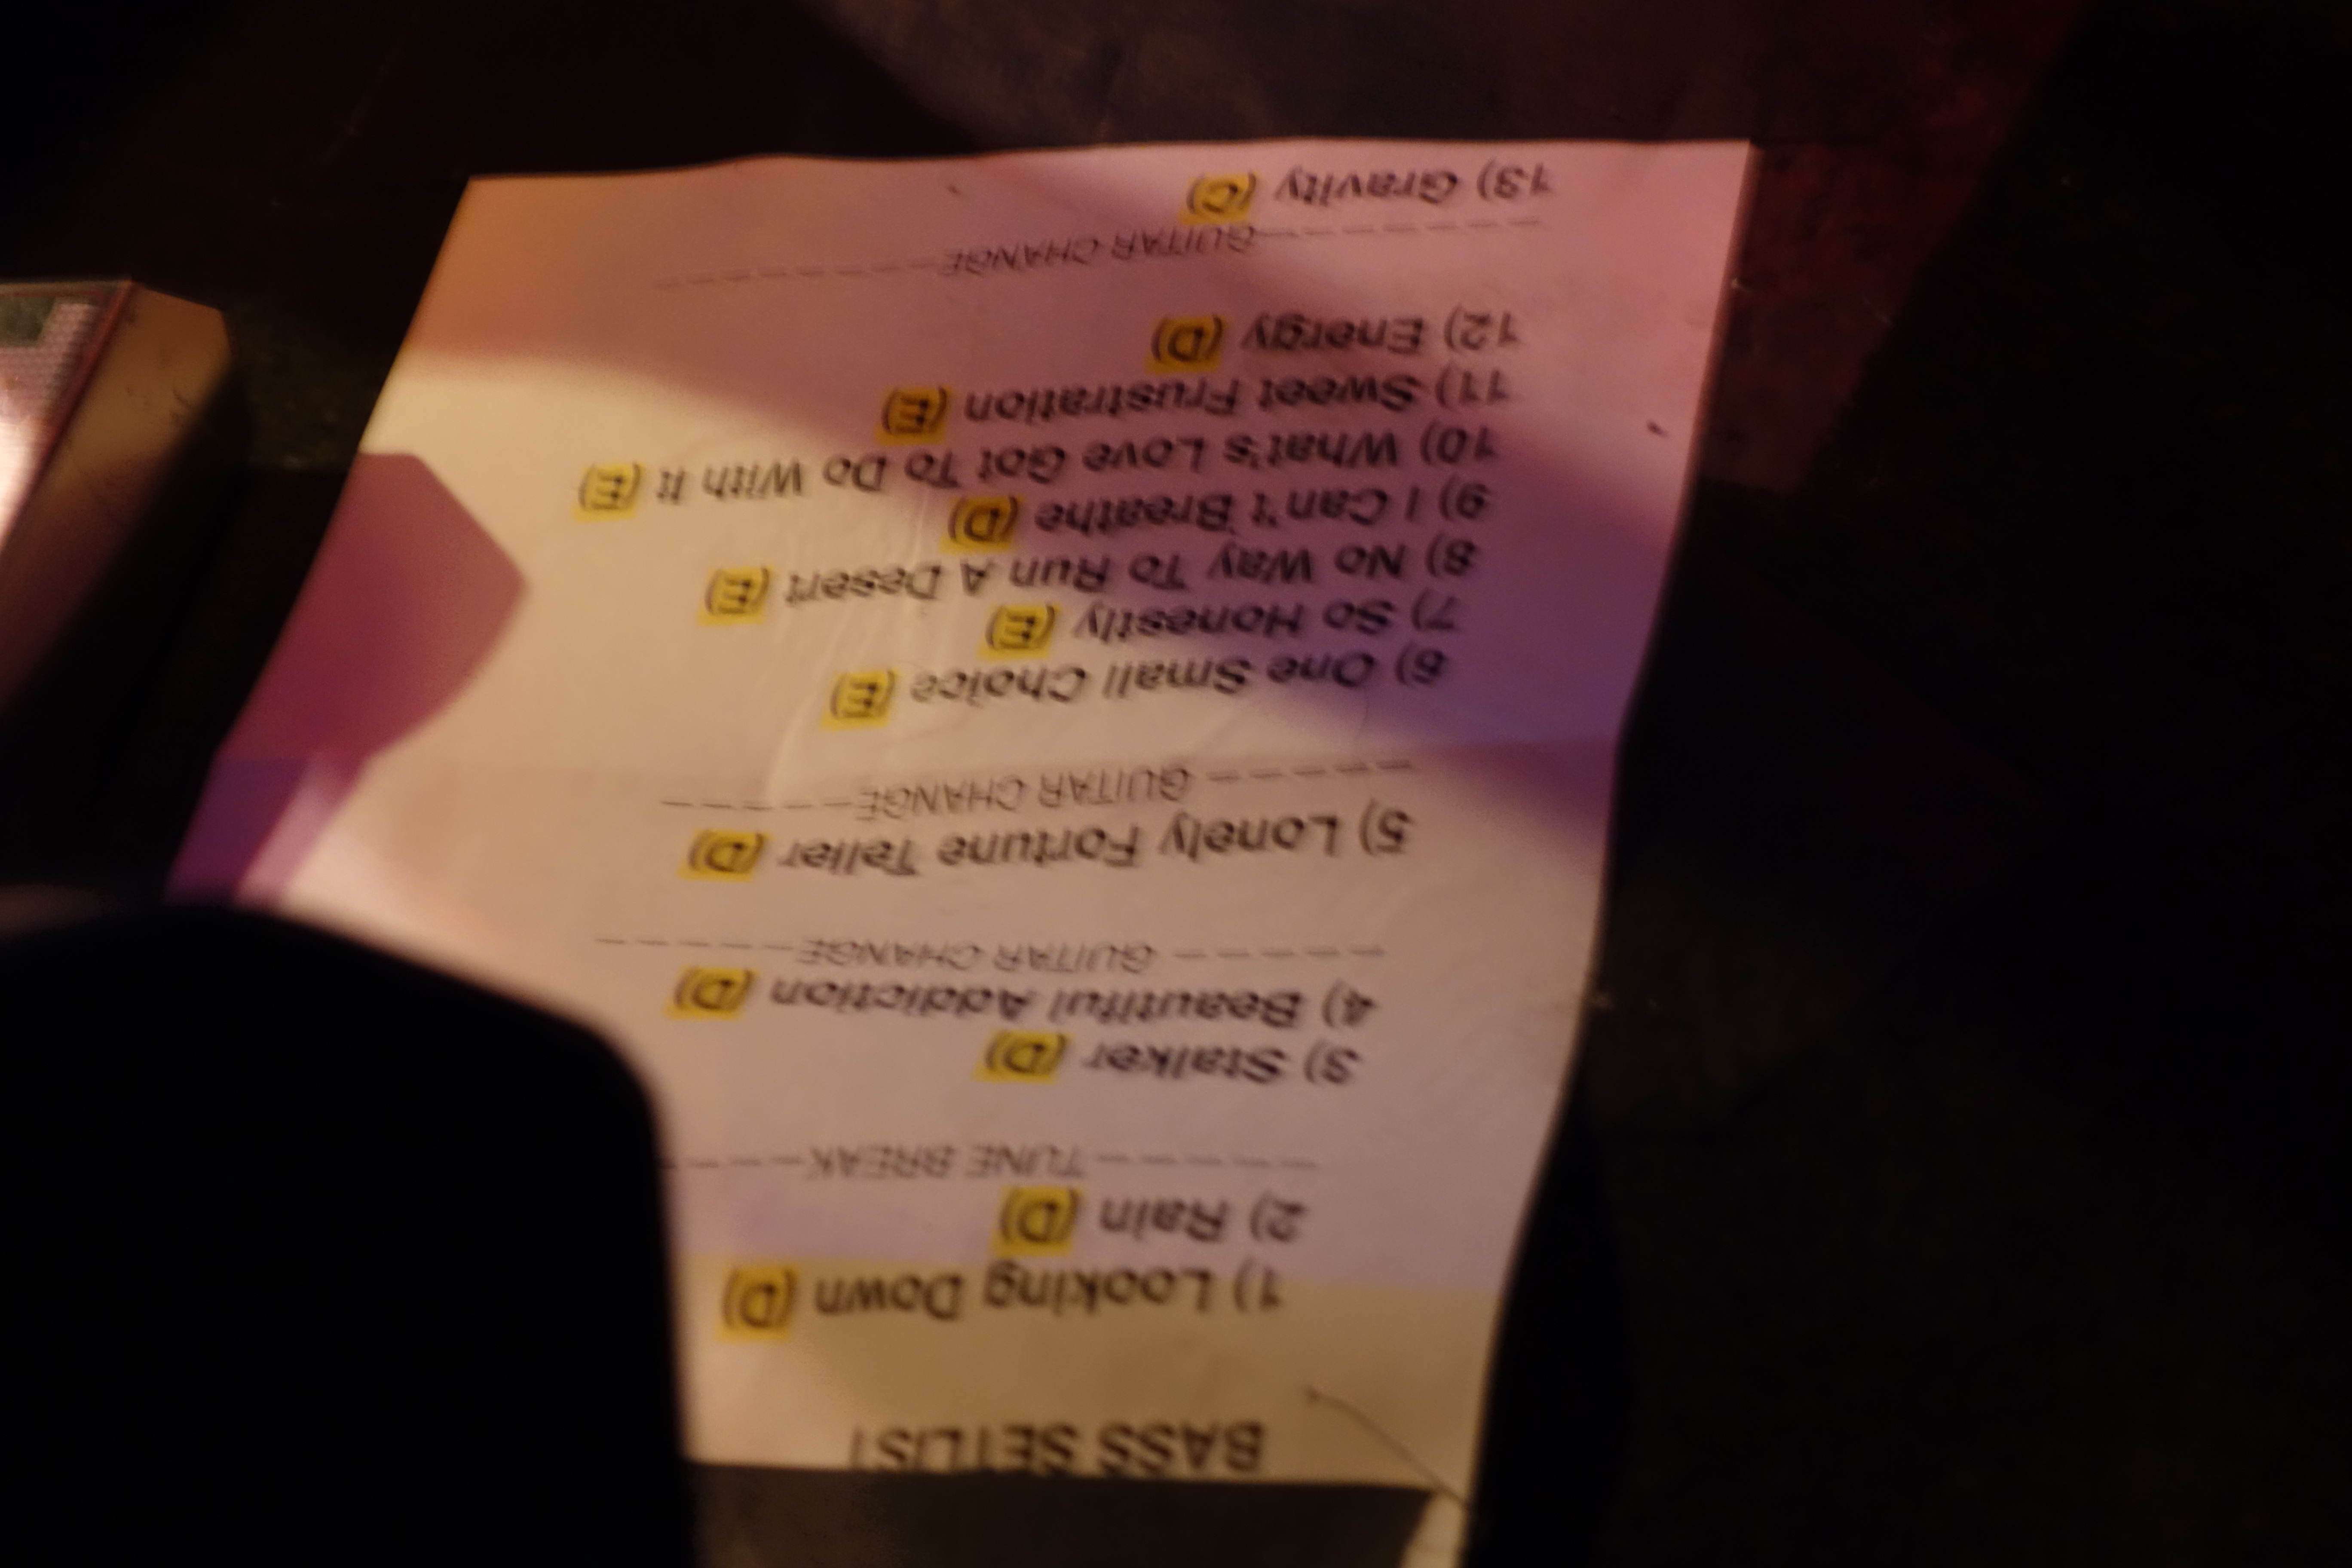 BASS SETLIST
1) Looking Down (D)
2) Rain (D)
------TUNE BREAK------
3) Stalker (D)
4) Beautiful Addiction (D)
------GUITAR CHANGE------
5) Lonely Fortune Teller (D)
------GUITAR CHANGE------
6) One Small Choice (E)
7) So Honestly (E)
8) No Way To Run A Desert (E)
9) I Can't Breathe (D)
10) What's Love Got To Do With It (E)
11) Sweet Frustration (E)
12) Energy (D)
--------GUITAR CHANGE--------
13) Gravity (C)